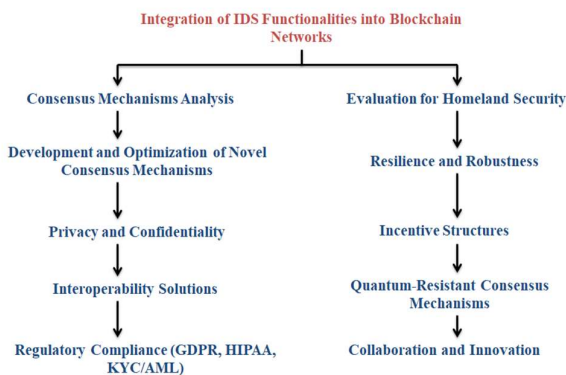 Integration of IDS Functionalities into Blockchain
Networks
Consensus Mechanisms Analysis
Development and Optimization of Novel
Consensus Mechanisms
Privacy and Confidentiality
Interoperability Solutions
Regulatory Compliance (GDPR, HIPAA,
KYC/AML)
Evaluation for Homeland Security
Resilience and Robustness
Incentive Structures
Quantum-Resistant Consensus
Mechanisms
Collaboration and Innovation